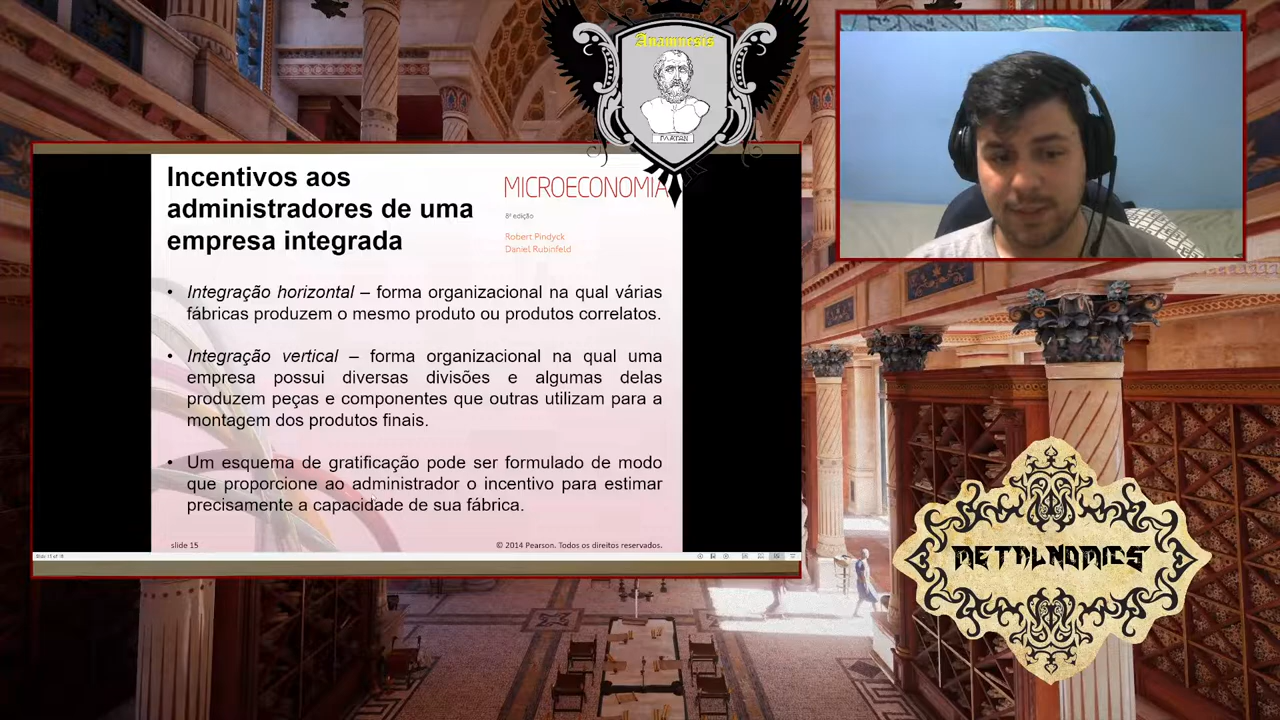 Anamnesis
PLATÃN
Incentivos aos
administradores de uma
empresa integrada
MICROECONOMIA
8ª edição
Robert Pindyck
Daniel Rubinfeld
• Integração horizontal – forma organizacional na qual várias
fábricas produzem o mesmo produto ou produtos correlatos.
• Integração vertical – forma organizacional na qual uma
empresa possui diversas divisões e algumas delas
produzem peças e componentes que outras utilizam para a
montagem dos produtos finais.
• Um esquema de gratificação pode ser formulado de modo
que proporcione ao administrador o incentivo para estimar
precisamente a capacidade de sua fábrica.
slide 15
© 2014 Pearson. Todos os direitos reservados.
METALNOMICS